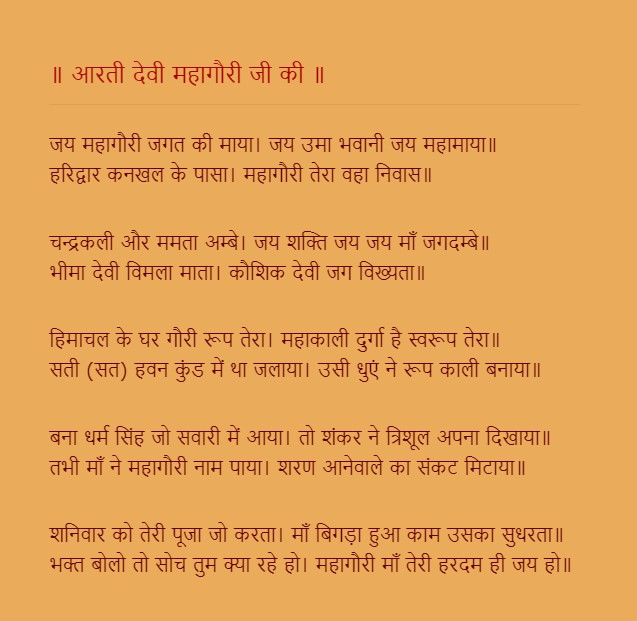 ॥ आरती देवी महागौरी जी की ॥
जय महागौरी जगत की माया। जय उमा भवानी जय महामाया॥
हरिद्वार कनखल के पासा। महागौरी तेरा वहा निवास॥
चन्द्रकली और ममता अम्बे। जय शक्ति जय जय माँ जगदम्बे॥
भीमा देवी विमला माता। कौशिक देवी जग विख्यता॥
हिमाचल के घर गौरी रूप तेरा। महाकाली दुर्गा है स्वरूप तेरा॥
सती (सत) हवन कुंड में था जलाया। उसी धुएं ने रूप काली बनाया॥
बना धर्म सिंह जो सवारी में आया। तो शंकर ने त्रिशूल अपना दिखाया॥
तभी माँ ने महागौरी नाम पाया। शरण आनेवाले का संकट मिटाया॥
शनिवार को तेरी पूजा जो करता। माँ बिगड़ा हुआ काम उसका सुधरता॥
भक्त बोलो तो सोच तुम क्या रहे हो। महागौरी माँ तेरी हरदम ही जय हो॥